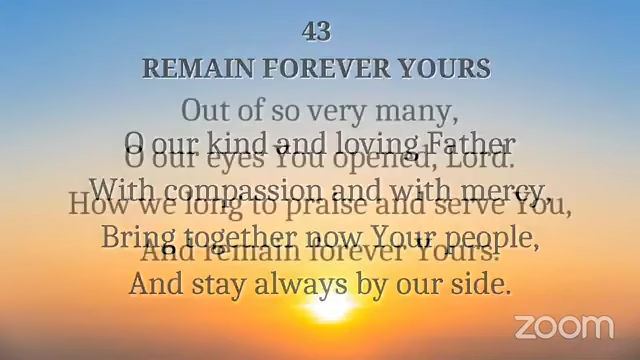 43
REMAIN FOREVER YOURS
Out of so very many,
O our kind and loving Father
O our eyes You opened, Lord.
With compassion and with mercy,
How we long to praise and serve You,
Bring together now Your people,
And remain forever Yours.
And stay always by our side.
zoom